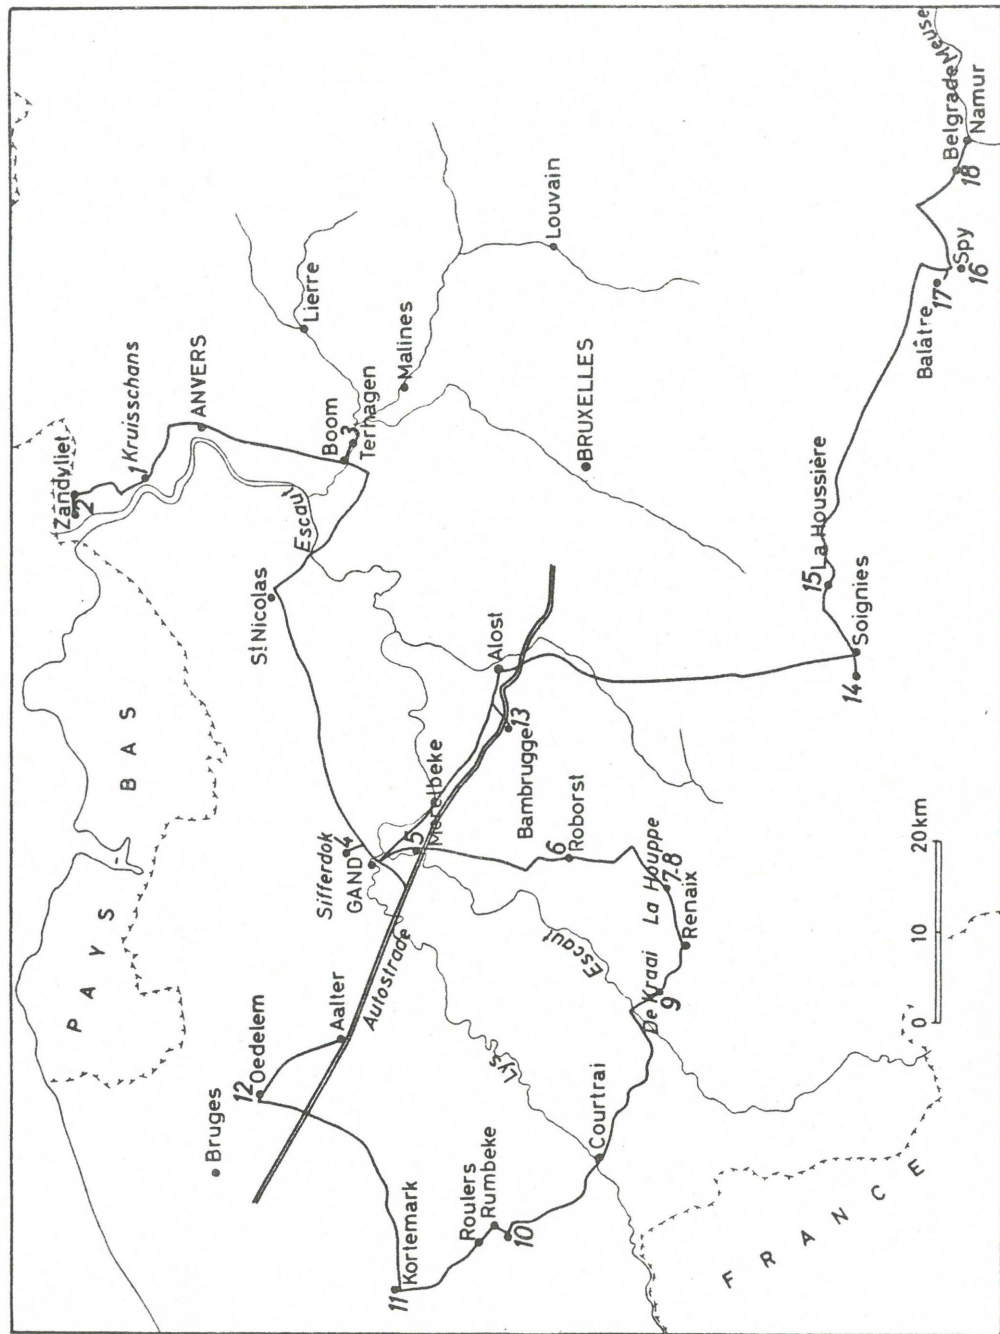 PAYS
BAS
Zandvliet
2
1
Kruisschans
ANVERS
Bruges
12
Oedelem
Aalter
Autostrade
Sifferdok
4
GAND
5
Merelbeke
St Nicolas
Escaut
Boom
3
Terhagen
Lierre
Malines
Louvain
BRUXELLES
Alost
13
Bambrugge
6
Roborst
7-8
La Houppe
Renaix
De Kraai
9
Escaut
Lys
Courtrai
Roulers
Rumbeke
10
11
Kortemark
FRANCE
0 10 20km
14
Soignies
15
La Houssière
Balâtre
17
Spy
16
Belgrade
18
Namur
Meuse